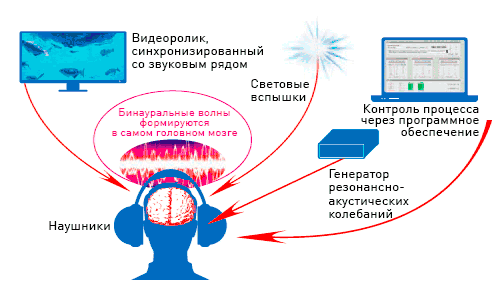 Видеоролик,
синхронизированный
со звуковым рядом
Световые
вспышки
Контроль процесса
через программное
обеспечение
Бинауральные волны
формируются
в самом головном мозге
Генератор
резонансно-
акустических
колебаний
Наушники